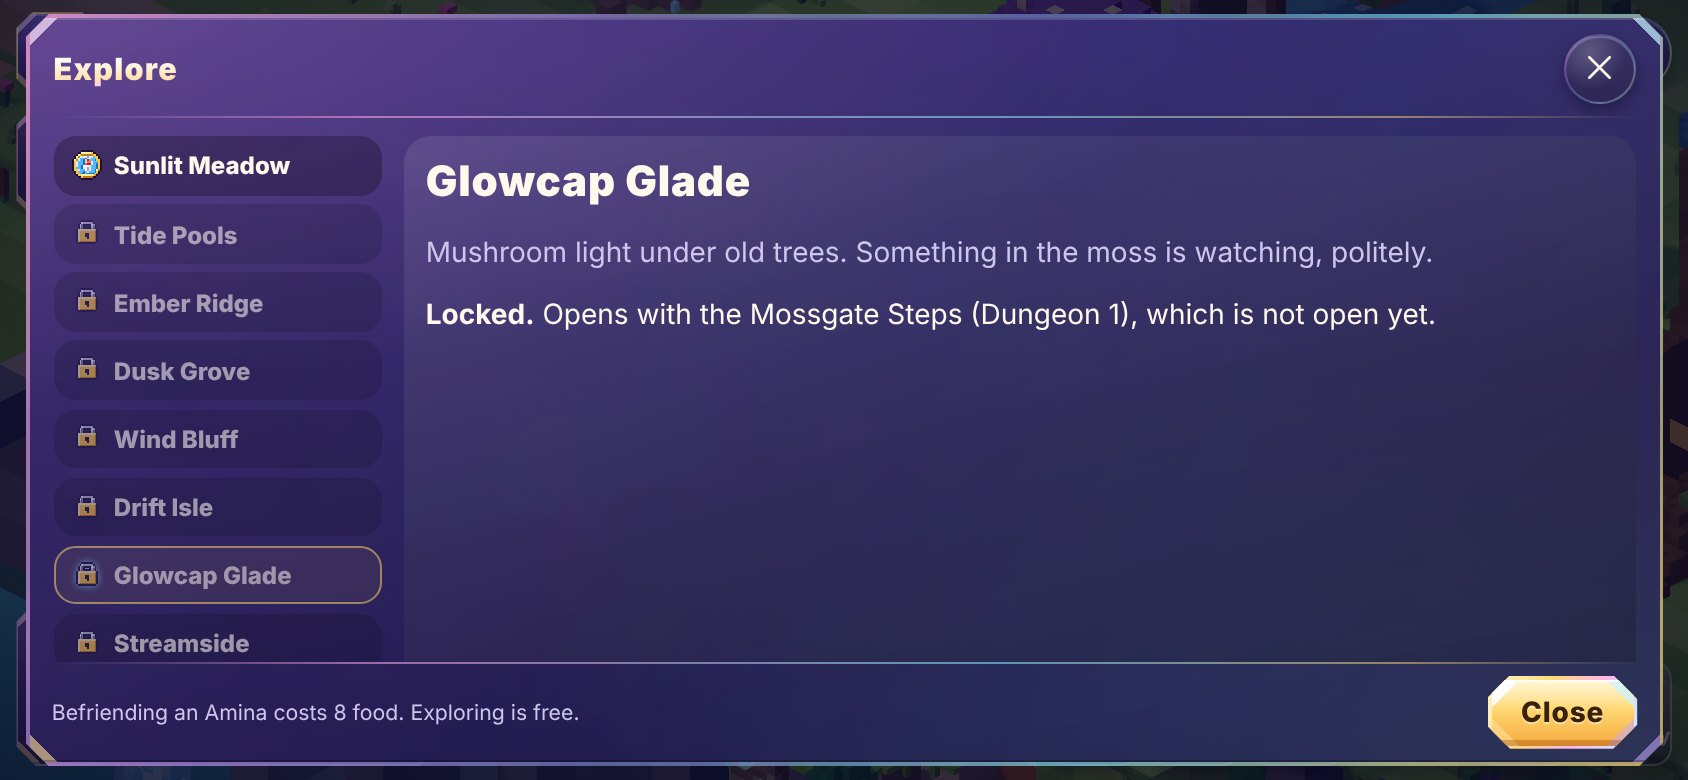 Explore
Sunlit Meadow
Tide Pools
Ember Ridge
Dusk Grove
Wind Bluff
Drift Isle
Glowcap Glade
Streamside
Glowcap Glade
Mushroom light under old trees. Something in the moss is watching, politely.
Locked. Opens with the Mossgate Steps (Dungeon 1), which is not open yet.
Befriending an Amina costs 8 food. Exploring is free.
Close